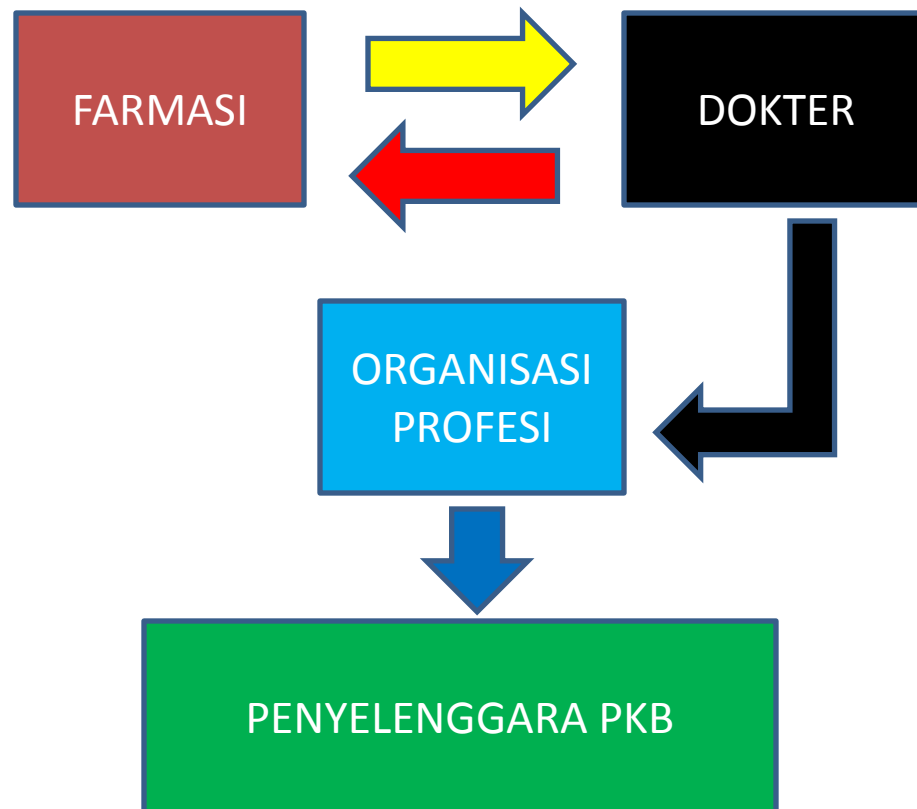 FARMASI
DOKTER
ORGANISASI
PROFESI
PENYELENGGARA PKB